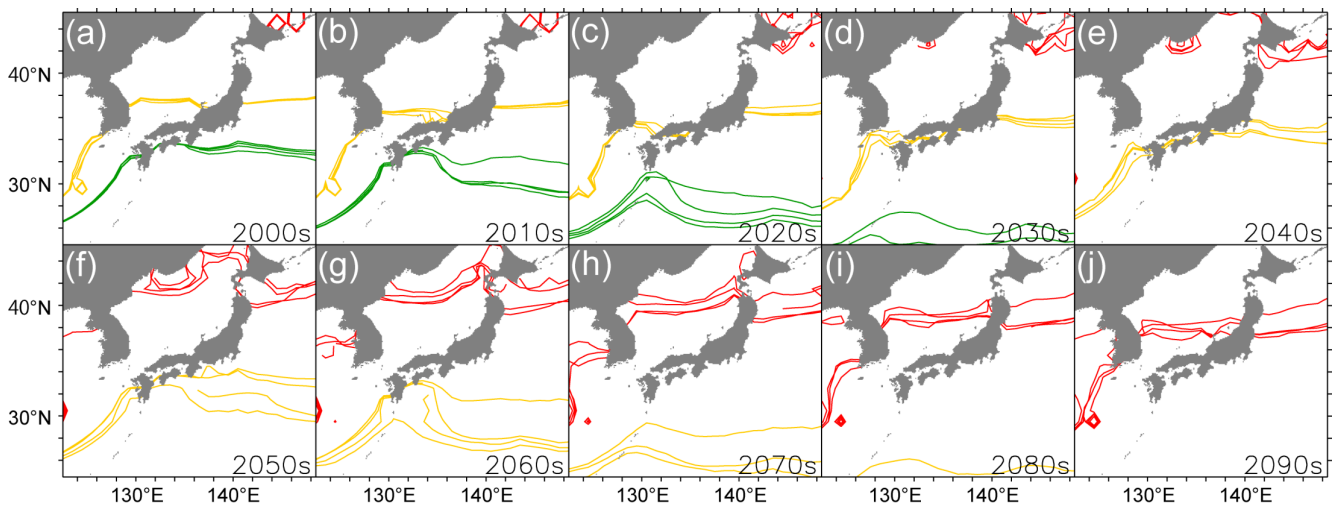 (a) (b) (c) (d) (e)
40°N
30°N
2000s 2010s 2020s 2030s 2040s
(f) (g) (h) (i) (j)
40°N
30°N
2050s 2060s 2070s 2080s 2090s
130°E 140°E 130°E 140°E 130°E 140°E 130°E 140°E 130°E 140°E